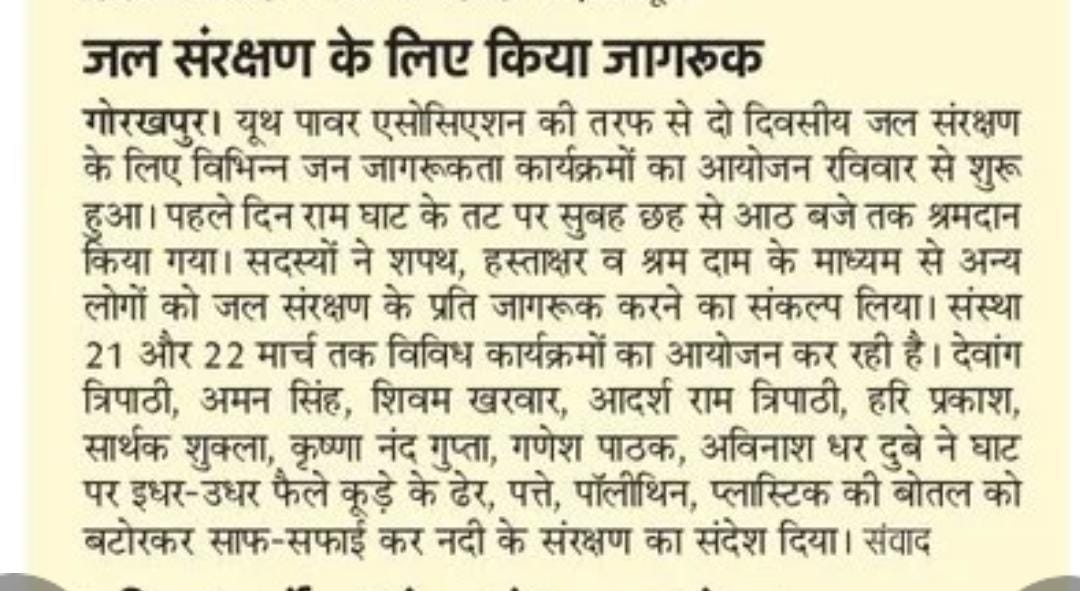 जल संरक्षण के लिए किया जागरूक
गोरखपुर। यूथ पावर एसोसिएशन की तरफ से दो दिवसीय जल संरक्षण
के लिए विभिन्न जन जागरूकता कार्यक्रमों का आयोजन रविवार से शुरू
हुआ। पहले दिन राम घाट के तट पर सुबह छह से आठ बजे तक श्रमदान
किया गया। सदस्यों ने शपथ, हस्ताक्षर व श्रम दाम के माध्यम से अन्य
लोगों को जल संरक्षण के प्रति जागरूक करने का संकल्प लिया। संस्था
21 और 22 मार्च तक विविध कार्यक्रमों का आयोजन कर रही है। देवांग
त्रिपाठी, अमन सिंह, शिवम खरवार, आदर्श राम त्रिपाठी, हरि प्रकाश,
सार्थक शुक्ला, कृष्णा नंद गुप्ता, गणेश पाठक, अविनाश धर दुबे ने घाट
पर इधर-उधर फैले कूड़े के ढेर, पत्ते, पॉलीथिन, प्लास्टिक की बोतल को
बटोरकर साफ-सफाई कर नदी के संरक्षण का संदेश दिया। संवाद